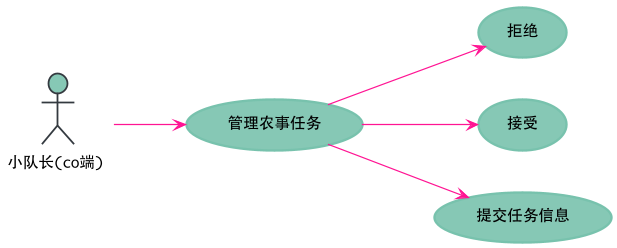 拒绝
管理农事任务
接受
小队长(co端)
提交任务信息